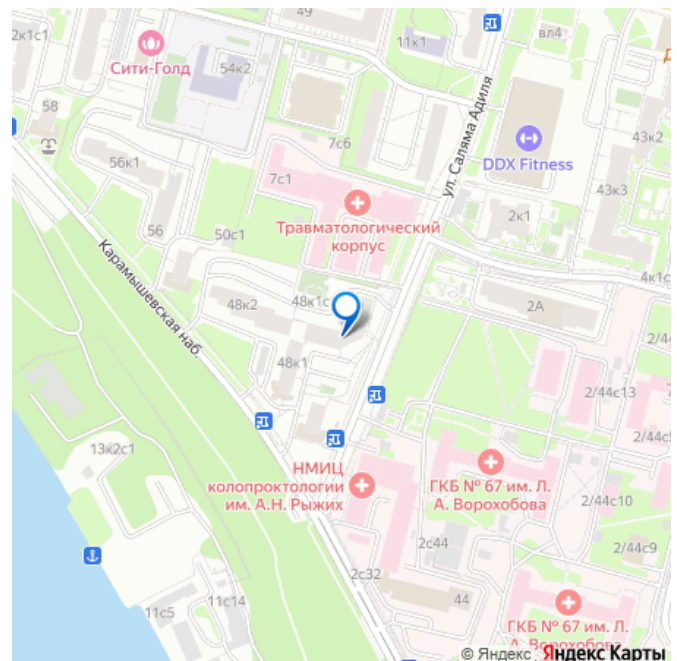 2к1с1
Сити-Голд
54к2
11к1
вл4
58
7с6
ул. Саляма Адиля
DDX Fitness
43к2
56к1
7с1
43к3
Травматологический
корпус
2к1
56
50с1
4к1с
Карамышевская наб.
48к2
48к1с
2А
2/4
48к1
2/44с13
7
13к2с1
НМИЦ
колопроктологии
им. А.Н. Рыжих
ГКБ № 67 им. Л.
А. Ворохобова
2/44с
2/44с10
2с44
2/44с9
2с32
11с5
11с14
44
ГКБ № 67 им. Л.
А. Ворохобова
© Яндекс Яндекс Карты